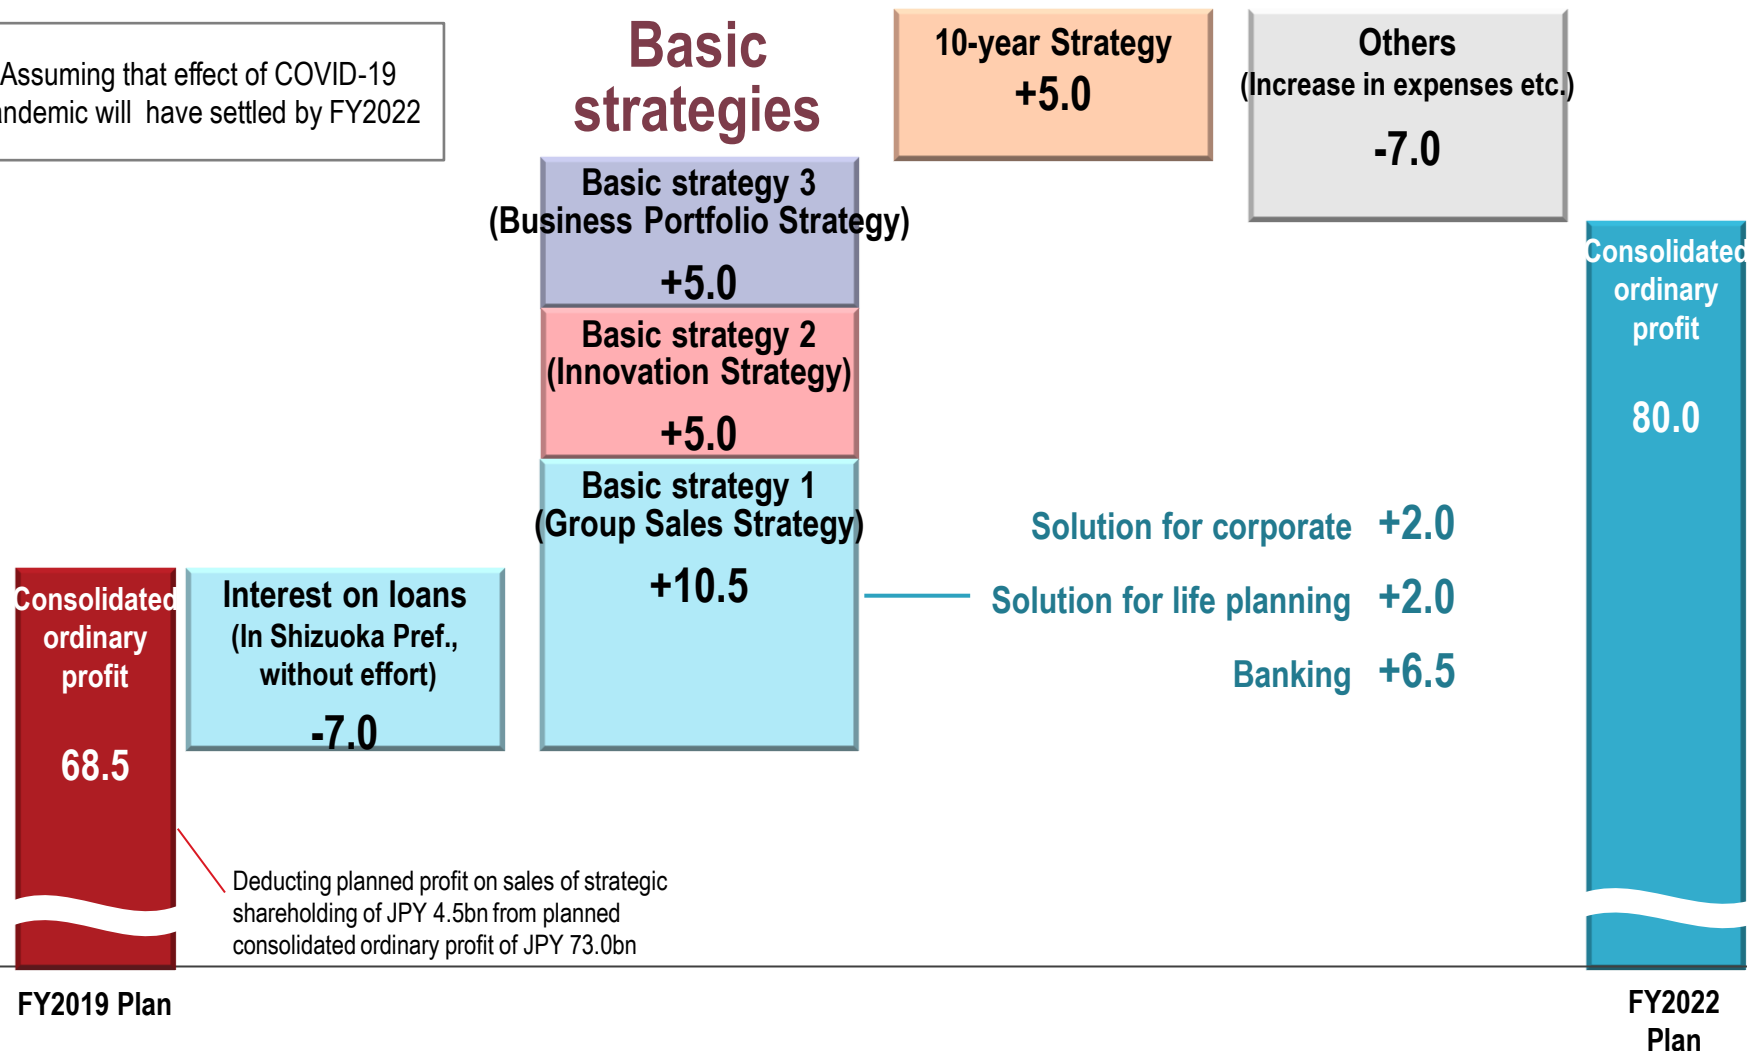 Assuming that effect of COVID-19
andemic will have settled by FY2022
Basic
strategies
10-year Strategy
+5.0
Others
(Increase in expenses etc.)
-7.0
Basic strategy 3
(Business Portfolio Strategy)
+5.0
Basic strategy 2
(Innovation Strategy)
+5.0
Basic strategy 1
(Group Sales Strategy)
+10.5
Solution for corporate +2.0
Solution for life planning +2.0
Banking +6.5
Consolidated
ordinary
profit
68.5
Interest on loans
(In Shizuoka Pref.,
without effort)
-7.0
Consolidated
ordinary
profit
80.0
Deducting planned profit on sales of strategic
shareholding of JPY 4.5bn from planned
consolidated ordinary profit of JPY 73.0bn
FY2019 Plan
FY2022
Plan